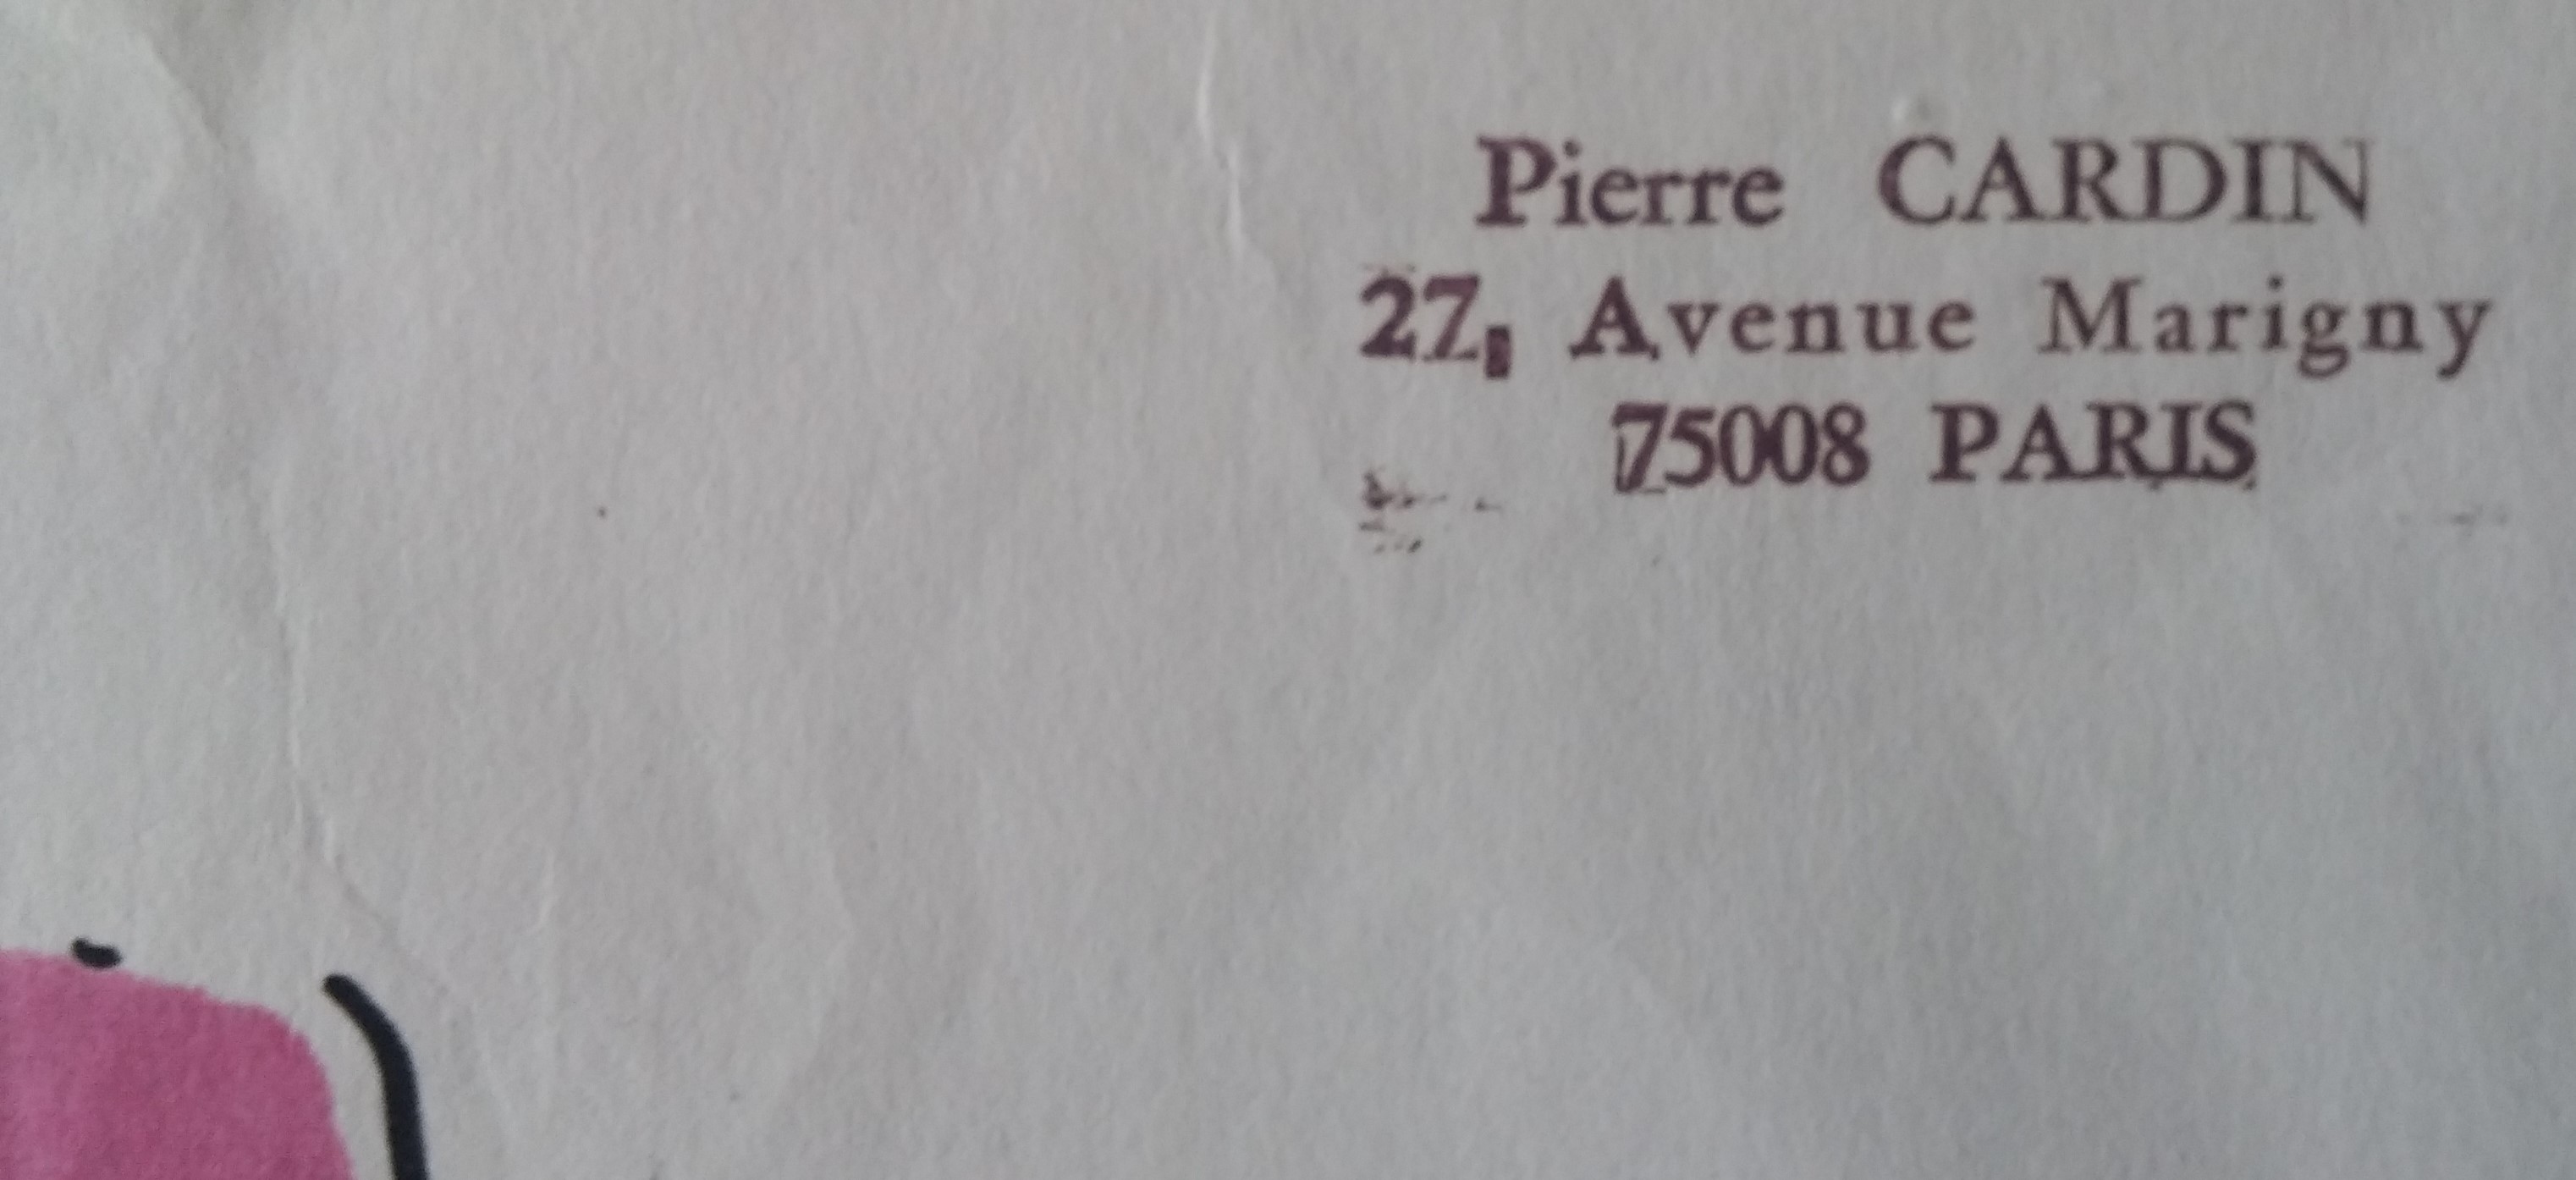 Pierre CARDIN
27, Avenue Marigny
75008 PARIS